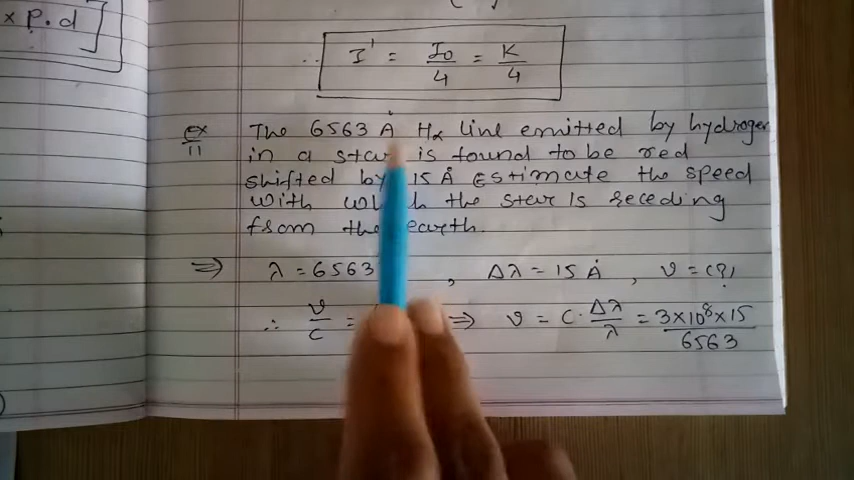 × P.d
∴ I' = I₀/4 = K/4
ex/11 The 6563 Å Hα line emitted by hydrogen
in a star is found to be red
shifted by 15 Å Estimate the speed
with the star is receding
from the earth.
⇒ λ = 6563 , Δλ = 15 Å , v = (?)
∴ v/c = ⇒ v = c · Δλ/λ = 3×10⁸×15/6563